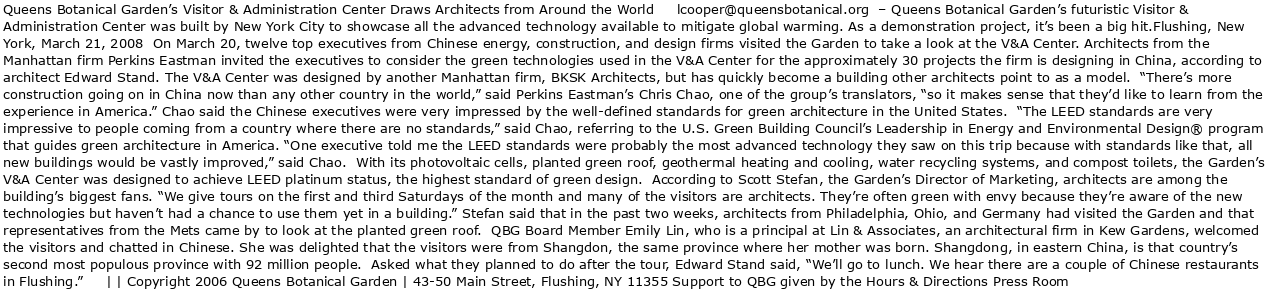 Queens Botanical Garden’s Visitor & Administration Center Draws Architects from Around the World     lcooper@queensbotanical.org  – Queens Botanical Garden’s futuristic Visitor &
Administration Center was built by New York City to showcase all the advanced technology available to mitigate global warming. As a demonstration project, it’s been a big hit.Flushing, New
York, March 21, 2008  On March 20, twelve top executives from Chinese energy, construction, and design firms visited the Garden to take a look at the V&A Center. Architects from the
Manhattan firm Perkins Eastman invited the executives to consider the green technologies used in the V&A Center for the approximately 30 projects the firm is designing in China, according to
architect Edward Stand. The V&A Center was designed by another Manhattan firm, BKSK Architects, but has quickly become a building other architects point to as a model.  “There’s more
construction going on in China now than any other country in the world,” said Perkins Eastman’s Chris Chao, one of the group’s translators, “so it makes sense that they’d like to learn from the
experience in America.” Chao said the Chinese executives were very impressed by the well-defined standards for green architecture in the United States.  “The LEED standards are very
impressive to people coming from a country where there are no standards,” said Chao, referring to the U.S. Green Building Council’s Leadership in Energy and Environmental Design® program
that guides green architecture in America. “One executive told me the LEED standards were probably the most advanced technology they saw on this trip because with standards like that, all
new buildings would be vastly improved,” said Chao.  With its photovoltaic cells, planted green roof, geothermal heating and cooling, water recycling systems, and compost toilets, the Garden’s
V&A Center was designed to achieve LEED platinum status, the highest standard of green design.  According to Scott Stefan, the Garden’s Director of Marketing, architects are among the
building’s biggest fans. “We give tours on the first and third Saturdays of the month and many of the visitors are architects. They’re often green with envy because they’re aware of the new
technologies but haven’t had a chance to use them yet in a building.” Stefan said that in the past two weeks, architects from Philadelphia, Ohio, and Germany had visited the Garden and that
representatives from the Mets came by to look at the planted green roof.  QBG Board Member Emily Lin, who is a principal at Lin & Associates, an architectural firm in Kew Gardens, welcomed
the visitors and chatted in Chinese. She was delighted that the visitors were from Shangdon, the same province where her mother was born. Shangdong, in eastern China, is that country’s
second most populous province with 92 million people.  Asked what they planned to do after the tour, Edward Stand said, “We’ll go to lunch. We hear there are a couple of Chinese restaurants
in Flushing.”     | | Copyright 2006 Queens Botanical Garden | 43-50 Main Street, Flushing, NY 11355 Support to QBG given by the Hours & Directions Press Room